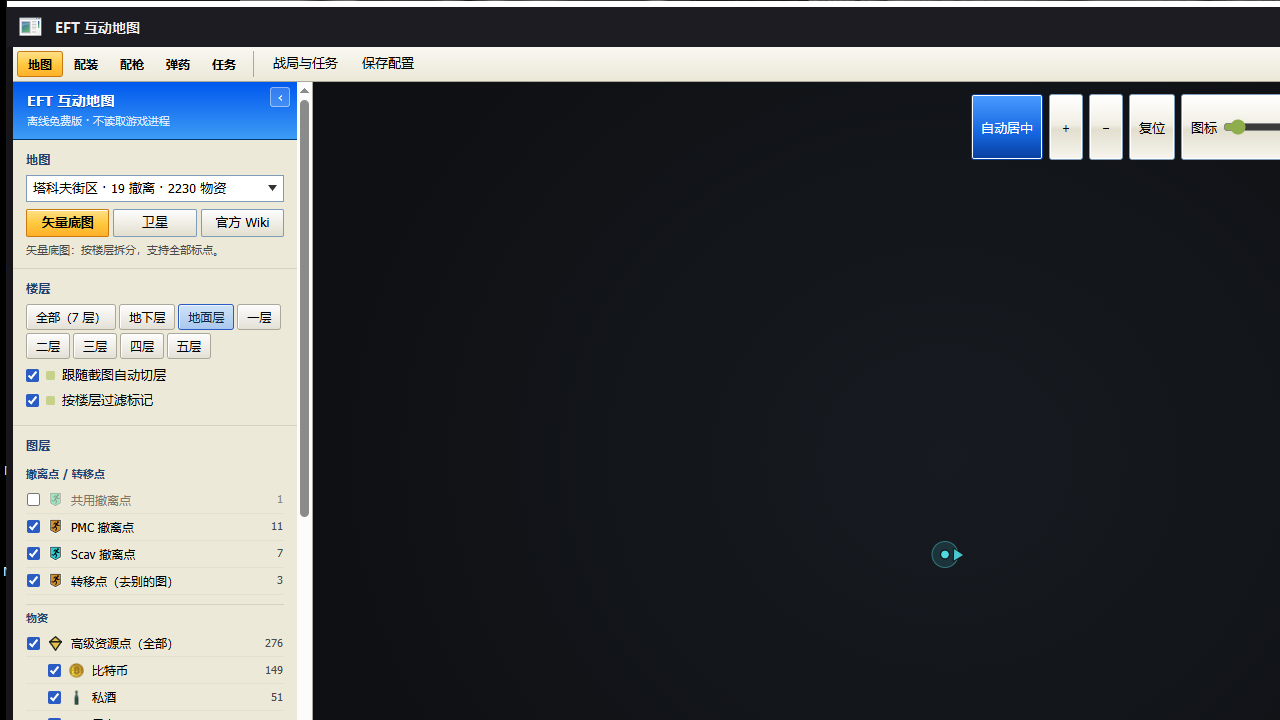 EFT 互动地图
地图 配装 配枪 弹药 任务 战局与任务 保存配置
EFT 互动地图
离线免费版 · 不读取游戏进程
地图
塔科夫街区 · 19 撤离 · 2230 物资
矢量底图 卫星 官方 Wiki
矢量底图：按楼层拆分，支持全部标点。
楼层
全部（7 层） 地下层 地面层 一层
二层 三层 四层 五层
跟随截图自动切层
按楼层过滤标记
图层
撤离点 / 转移点
共用撤离点 1
PMC 撤离点 11
Scav 撤离点 7
转移点（去别的图） 3
物资
高级资源点（全部） 276
比特币 149
私酒 51
自动居中 + − 复位 图标